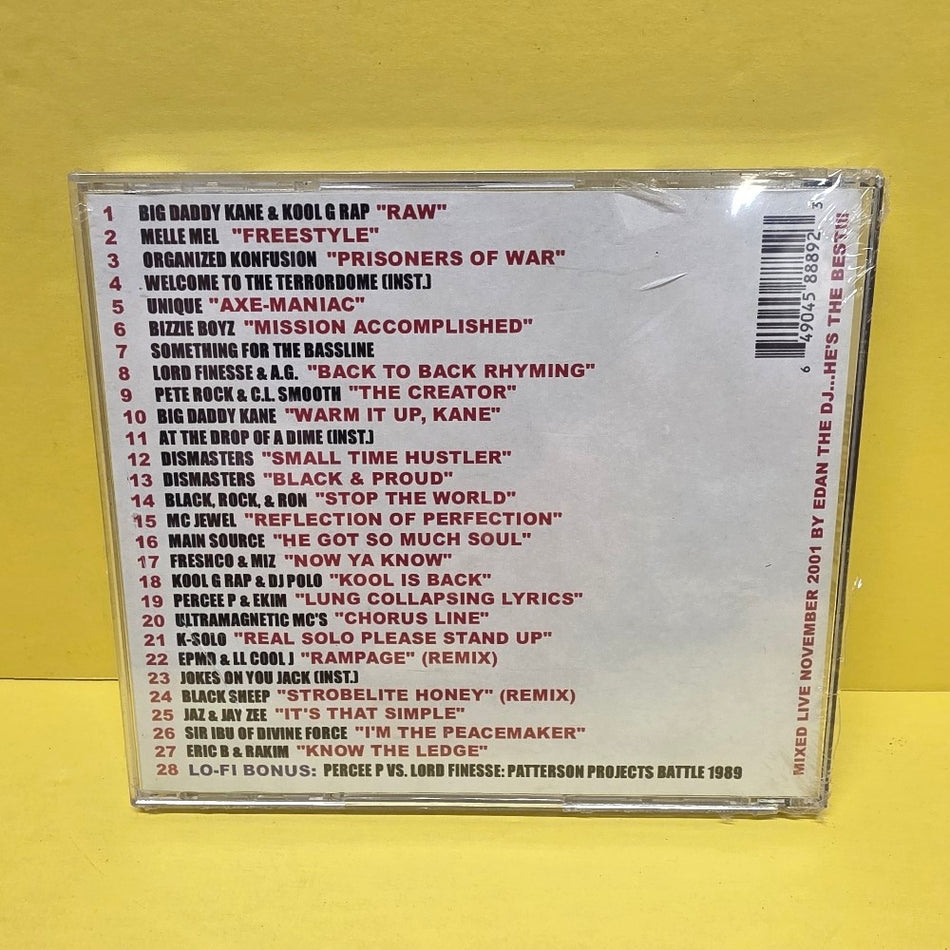 1 BIG DADDY KANE & KOOL G RAP "RAW"
2 MELLE MEL "FREESTYLE"
3 ORGANIZED KONFUSION "PRISONERS OF WAR"
4 WELCOME TO THE TERRORDOME (INST.)
5 UNIQUE "AXE-MANIAC"
6 BIZZIE BOYZ "MISSION ACCOMPLISHED"
7 SOMETHING FOR THE BASSLINE
8 LORD FINESSE & A.G. "BACK TO BACK RHYMING"
9 PETE ROCK & C.L. SMOOTH "THE CREATOR"
10 BIG DADDY KANE "WARM IT UP, KANE"
11 AT THE DROP OF A DIME (INST.)
12 DISMASTERS "SMALL TIME HUSTLER"
13 DISMASTERS "BLACK & PROUD"
14 BLACK, ROCK, & RON "STOP THE WORLD"
15 MC JEWEL "REFLECTION OF PERFECTION"
16 MAIN SOURCE "HE GOT SO MUCH SOUL"
17 FRESHCO & MIZ "NOW YA KNOW"
18 KOOL G RAP & DJ POLO "KOOL IS BACK"
19 PERCEE P & EKIM "LUNG COLLAPSING LYRICS"
20 ULTRAMAGNETIC MC'S "CHORUS LINE"
21 K-SOLO "REAL SOLO PLEASE STAND UP"
22 EPMD & LL COOL J "RAMPAGE" (REMIX)
23 JOKES ON YOU JACK (INST.)
24 BLACK SHEEP "STROBELITE HONEY" (REMIX)
25 JAZ & JAY ZEE "IT'S THAT SIMPLE"
26 SIR IBU OF DIVINE FORCE "I'M THE PEACEMAKER"
27 ERIC B & RAKIM "KNOW THE LEDGE"
28 LO-FI BONUS: PERCEE P VS. LORD FINESSE: PATTERSON PROJECTS BATTLE 1989
6 49045 88892 3
MIXED LIVE NOVEMBER 2001 BY EDAN THE DJ...HE'S THE BEST!!!